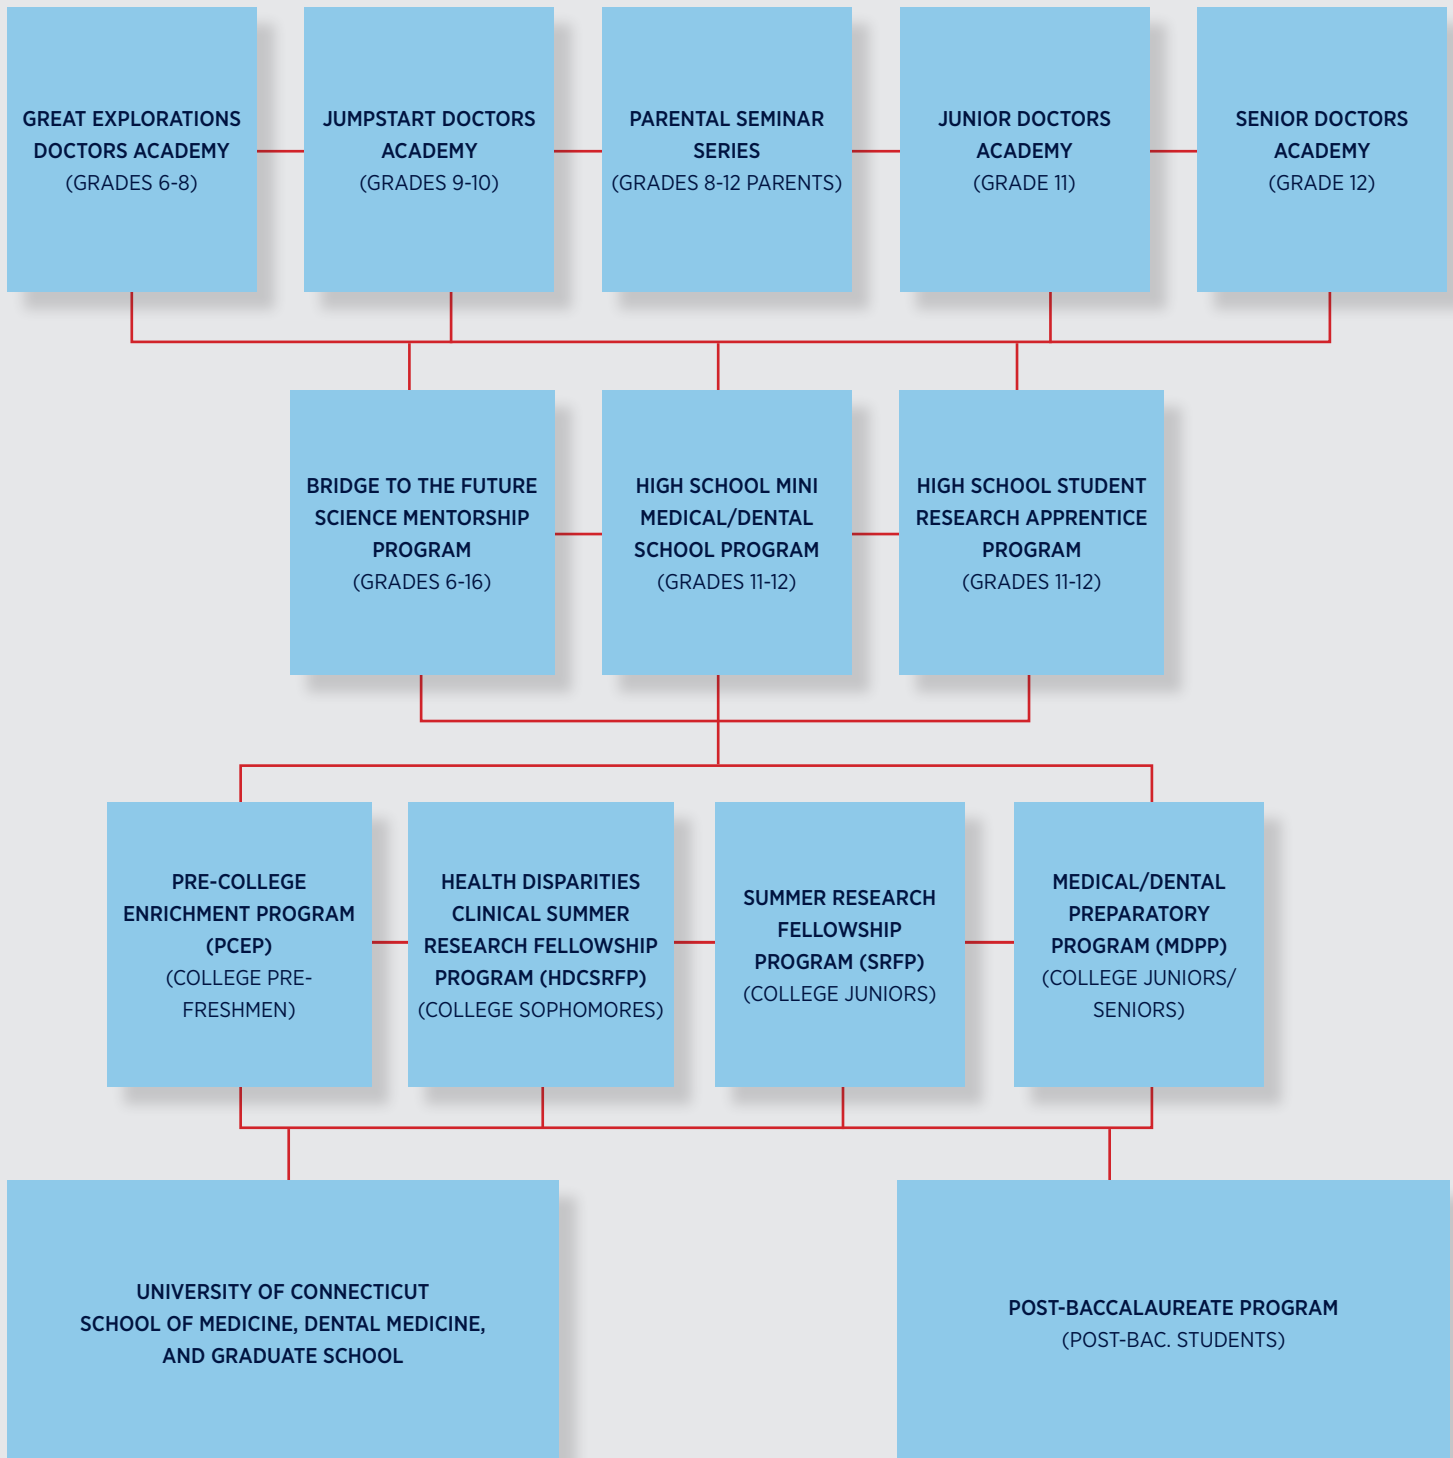 GREAT EXPLORATIONS
DOCTORS ACADEMY
(GRADES 6-8)
JUMPSTART DOCTORS
ACADEMY
(GRADES 9-10)
PARENTAL SEMINAR
SERIES
(GRADES 8-12 PARENTS)
JUNIOR DOCTORS
ACADEMY
(GRADE 11)
SENIOR DOCTORS
ACADEMY
(GRADE 12)
BRIDGE TO THE FUTURE
SCIENCE MENTORSHIP
PROGRAM
(GRADES 6-16)
HIGH SCHOOL MINI
MEDICAL/DENTAL
SCHOOL PROGRAM
(GRADES 11-12)
HIGH SCHOOL STUDENT
RESEARCH APPRENTICE
PROGRAM
(GRADES 11-12)
PRE-COLLEGE
ENRICHMENT PROGRAM
(PCEP)
(COLLEGE PRE-
FRESHMEN)
HEALTH DISPARITIES
CLINICAL SUMMER
RESEARCH FELLOWSHIP
PROGRAM (HDCSRFP)
(COLLEGE SOPHOMORES)
SUMMER RESEARCH
FELLOWSHIP
PROGRAM (SRFP)
(COLLEGE JUNIORS)
MEDICAL/DENTAL
PREPARATORY
PROGRAM (MDPP)
(COLLEGE JUNIORS/
SENIORS)
UNIVERSITY OF CONNECTICUT
SCHOOL OF MEDICINE, DENTAL MEDICINE,
AND GRADUATE SCHOOL
POST-BACCALAUREATE PROGRAM
(POST-BAC. STUDENTS)